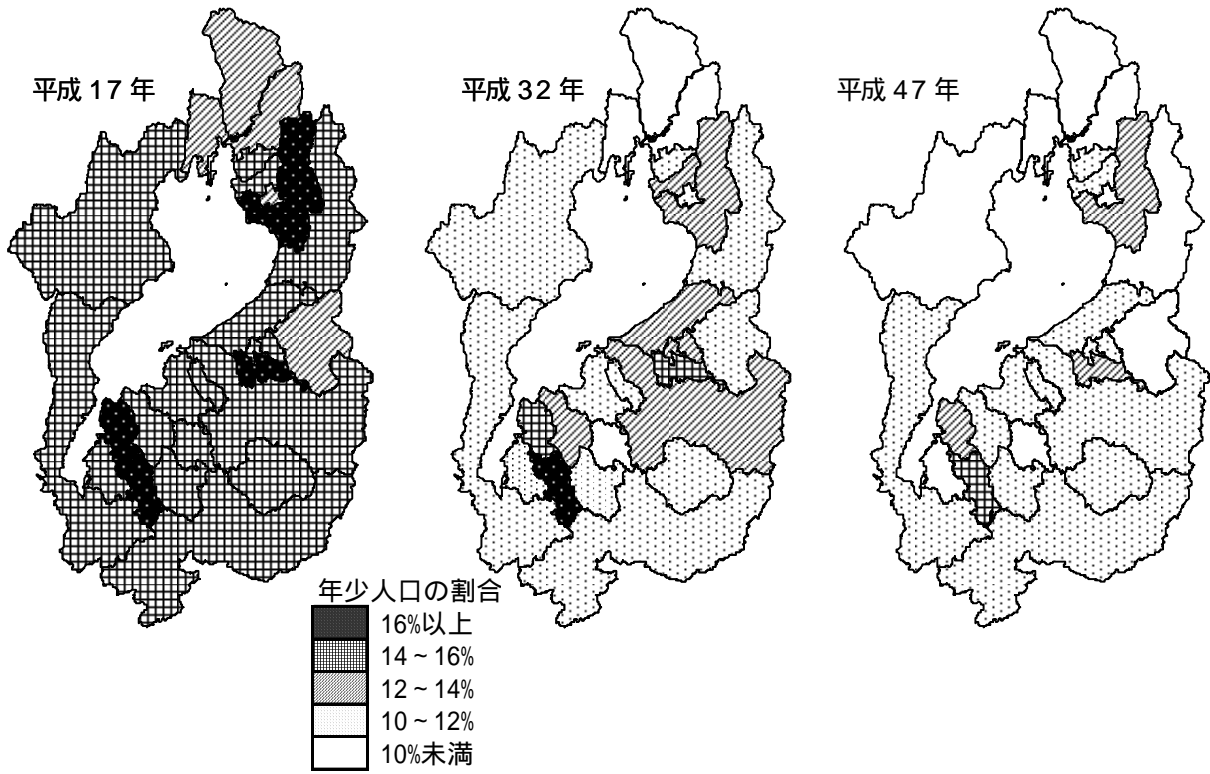 平成 17 年
平成 32 年
平成 47 年
年少人口の割合
16%以上
14 ~ 16%
12 ~ 14%
10 ~ 12%
10%未満